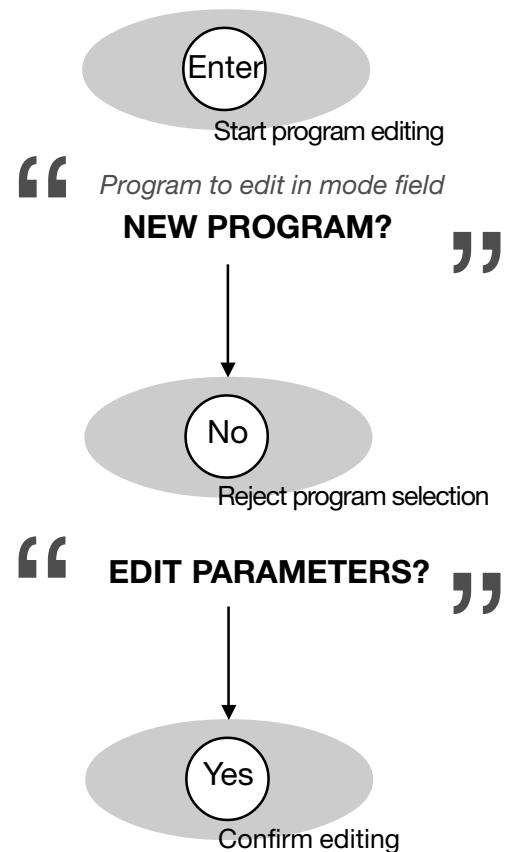 Enter
Start program editing
“ Program to edit in mode field
NEW PROGRAM? ”
No
Reject program selection
“ EDIT PARAMETERS? ”
Yes
Confirm editing